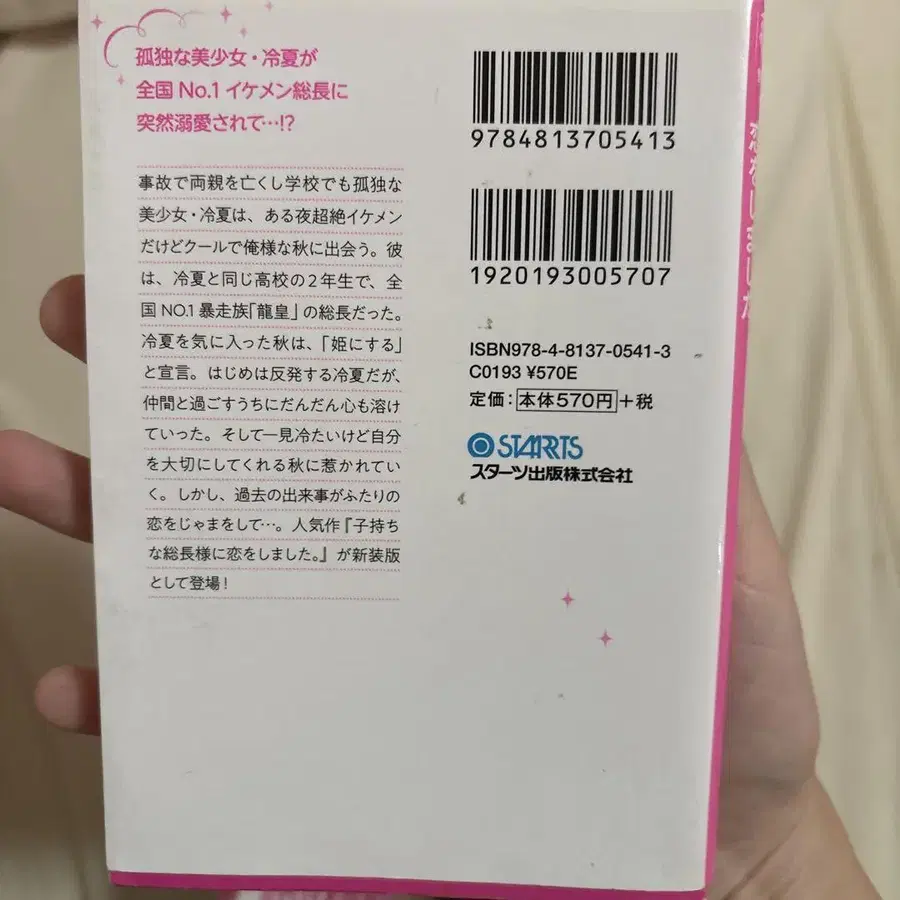 孤独な美少女・冷夏が
全国 No.1 イケメン総長に
突然溺愛されて…!?
事故で両親を亡くし学校でも孤独な
美少女・冷夏は、ある夜超絶イケメン
だけどクールで俺様な秋に出会う。彼
は、冷夏と同じ高校の2年生で、全
国NO.1暴走族「龍皇」の総長だった。
冷夏を気に入った秋は、「姫にする」
と宣言。はじめは反発する冷夏だが、
仲間と過ごすうちにだんだん心も溶け
ていった。そして一見冷たいけど自分
を大切にしてくれる秋に惹かれてい
く。しかし、過去の出来事がふたりの
恋をじゃまをして…。人気作『子持ち
な総長様に恋をしました。』が新装版
として登場!
9784813705413
1920193005707
ISBN978-4-8137-0541-3
C0193 ¥570E
定価:本体570円+税
STARTS
スターツ出版株式会社
恋をしました